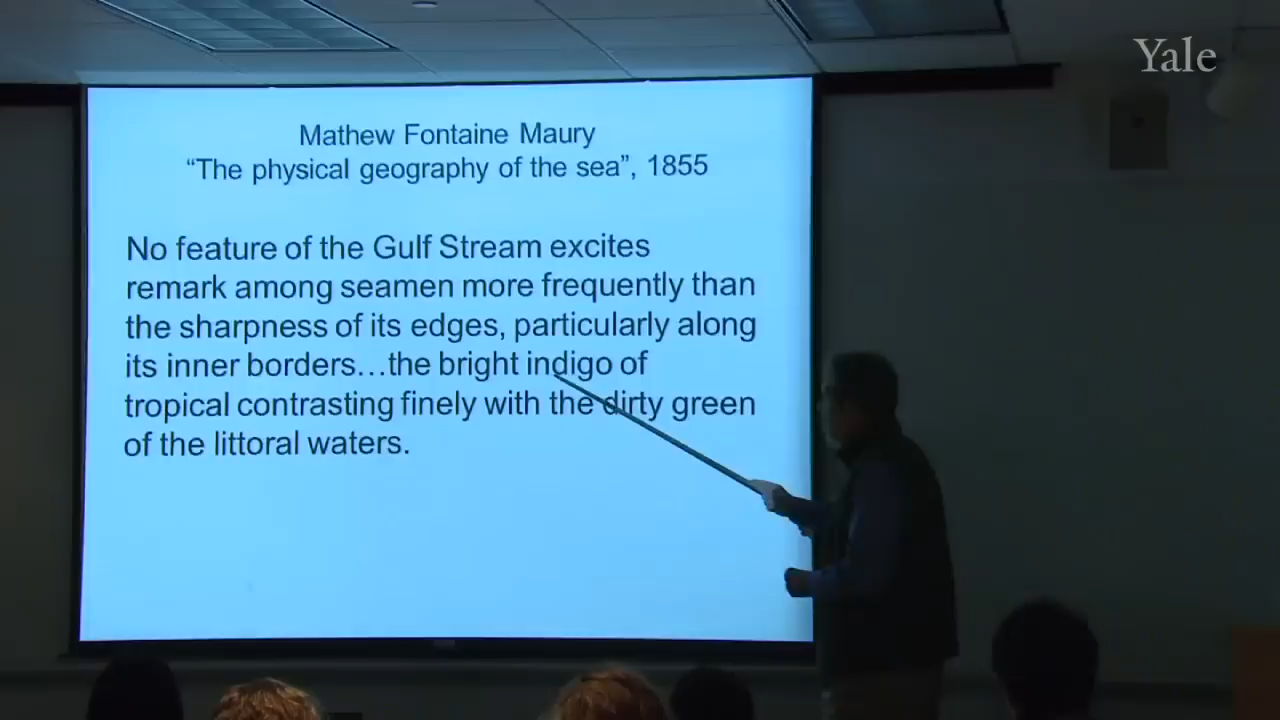 Yale
Mathew Fontaine Maury
“The physical geography of the sea”, 1855
No feature of the Gulf Stream excites
remark among seamen more frequently than
the sharpness of its edges, particularly along
its inner borders…the bright indigo of
tropical contrasting finely with the dirty green
of the littoral waters.